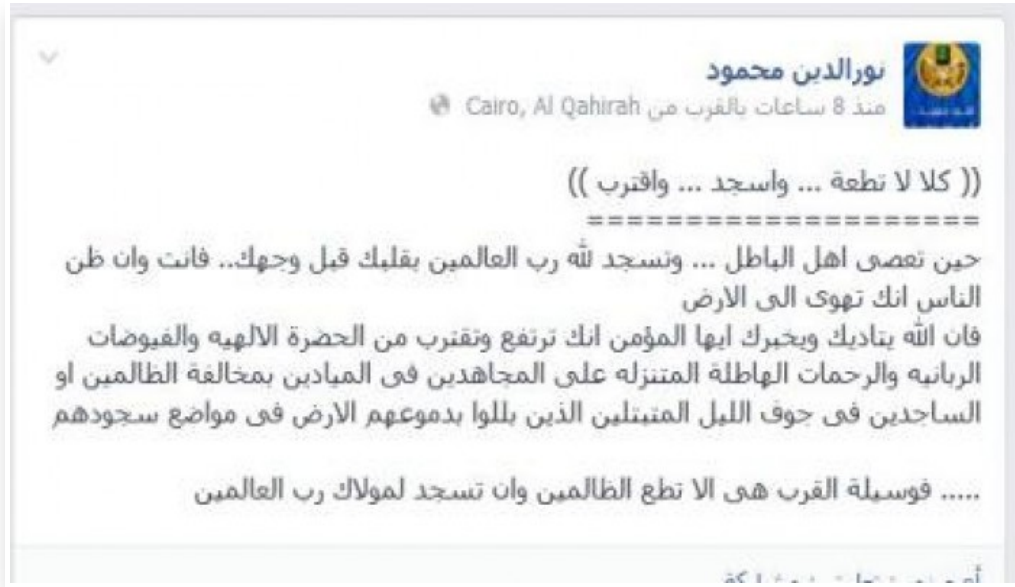 نورالدين محمود
منذ 8 ساعات بالقرب من Cairo, Al Qahirah
(( كلا لا تطعة ... واسجد ... واقترب ))
====================
حين تعصى اهل الباطل ... وتسجد لله رب العالمين بقلبك قبل وجهك.. فانت وان ظن
الناس انك تهوى الى الارض
فان الله يناديك ويخبرك ايها المؤمن انك ترتفع وتقترب من الحضرة الالهيه والفيوضات
الربانيه والرحمات الهاطلة المتنزله على المجاهدين فى الميادين بمخالفة الظالمين او
الساجدين فى جوف الليل المتبتلين الذين بللوا بدموعهم الارض فى مواضع سجودهم
..... فوسيلة القرب هى الا تطع الظالمين وان تسجد لمولاك رب العالمين